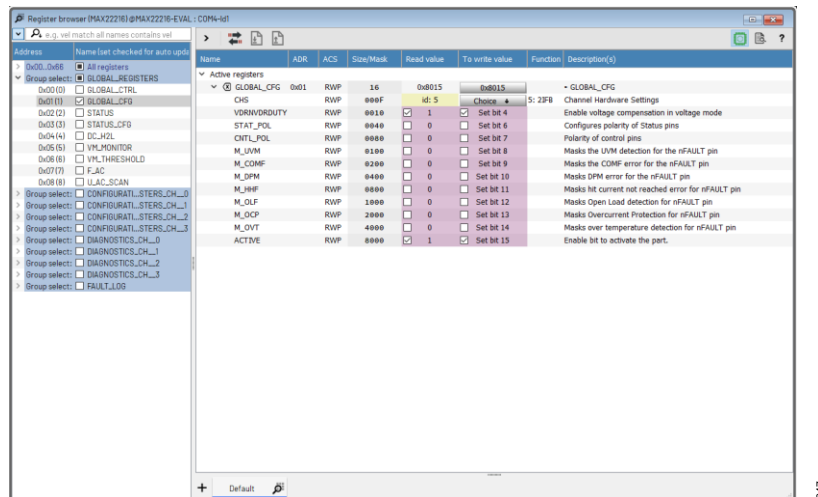 Register browser (MAX22216) @MAX22216-EVAL : COM4-Id1
e.g. vel match all names contains vel
Address Name (set checked for auto upda
0x00...0x66 All registers
Group select: GLOBAL_REGISTERS
0x00 (0) GLOBAL_CTRL
0x01 (1) GLOBAL_CFG
0x02 (2) STATUS
0x03 (3) STATUS_CFG
0x04 (4) DC_H2L
0x05 (5) VM_MONITOR
0x06 (6) VM_THRESHOLD
0x07 (7) F_AC
0x08 (8) U_AC_SCAN
Group select: CONFIGURATI...STERS_CH__0
Group select: CONFIGURATI...STERS_CH__1
Group select: CONFIGURATI...STERS_CH__2
Group select: CONFIGURATI...STERS_CH__3
Group select: DIAGNOSTICS_CH__0
Group select: DIAGNOSTICS_CH__1
Group select: DIAGNOSTICS_CH__2
Group select: DIAGNOSTICS_CH__3
Group select: FAULT_LOG
Name ADR ACS Size/Mask Read value To write value Function Description(s)
Active registers
GLOBAL_CFG 0x01 RWP 16 0x8015 0x8015 - GLOBAL_CFG
CHS RWP 000F id: 5 Choice 5: 2IFB Channel Hardware Settings
VDRNVDRDUTY RWP 0010 1 Set bit 4 Enable voltage compensation in voltage mode
STAT_POL RWP 0040 0 Set bit 6 Configures polarity of Status pins
CNTL_POL RWP 0080 0 Set bit 7 Polarity of control pins
M_UVM RWP 0100 0 Set bit 8 Masks the UVM detection for the nFAULT pin
M_COMF RWP 0200 0 Set bit 9 Masks the COMF error for the nFAULT pin
M_DPM RWP 0400 0 Set bit 10 Masks DPM error for the nFAULT pin
M_HHF RWP 0800 0 Set bit 11 Masks hit current not reached error for nFAULT pin
M_OLF RWP 1000 0 Set bit 12 Masks Open Load detection for nFAULT pin
M_OCP RWP 2000 0 Set bit 13 Masks Overcurrent Protection for nFAULT pin
M_OVT RWP 4000 0 Set bit 14 Masks over temperature detection for nFAULT pin
ACTIVE RWP 8000 1 Set bit 15 Enable bit to activate the part.
Default